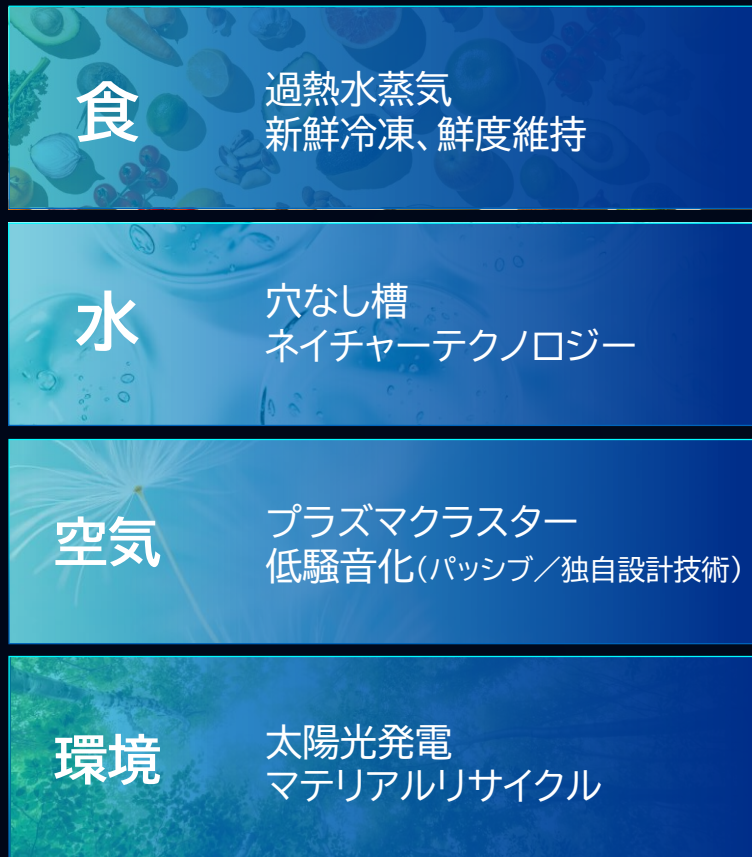 食
過熱水蒸気
新鮮冷凍、鮮度維持
水
穴なし槽
ネイチャーテクノロジー
空気
プラズマクラスター
低騒音化(パッシブ／独自設計技術)
環境
太陽光発電
マテリアルリサイクル